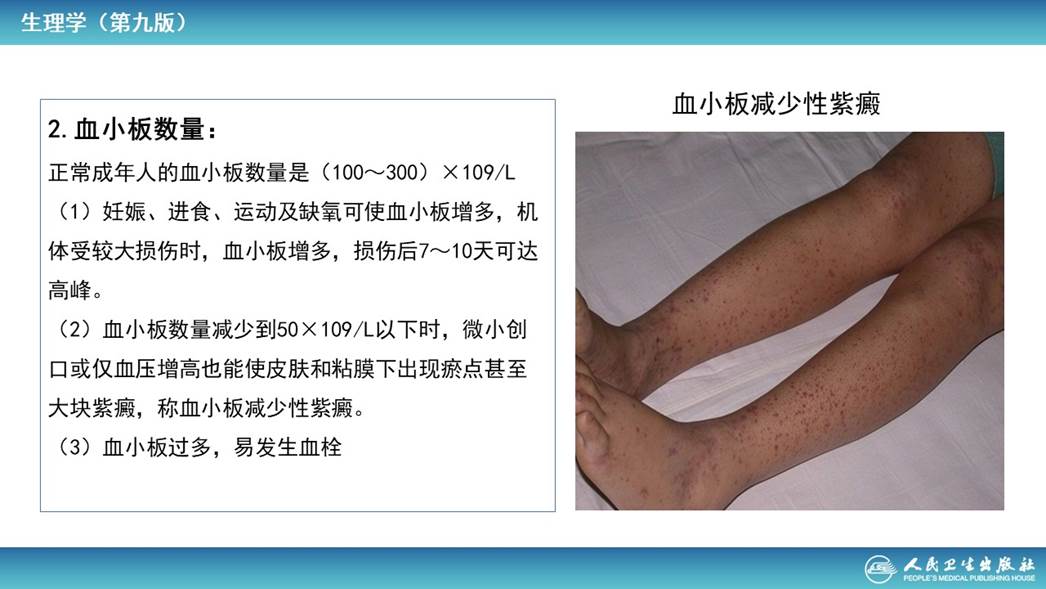 生理学（第九版）
血小板减少性紫癜
2.血小板数量：
正常成年人的血小板数量是（100～300）×109/L
（1）妊娠、进食、运动及缺氧可使血小板增多，机
体受较大损伤时，血小板增多，损伤后7～10天可达
高峰。
（2）血小板数量减少到50×109/L以下时，微小创
口或仅血压增高也能使皮肤和粘膜下出现瘀点甚至
大块紫癜，称血小板减少性紫癜。
（3）血小板过多，易发生血栓
人民卫生出版社
PEOPLE'S MEDICAL PUBLISHING HOUSE